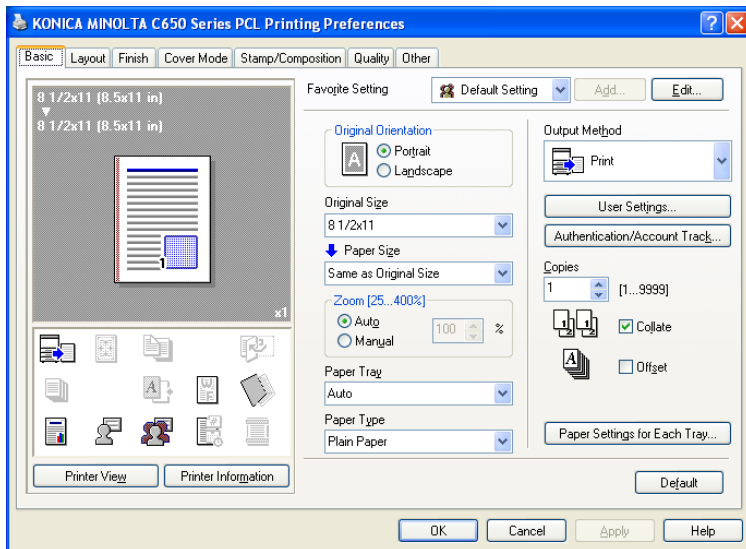 KONICA MINOLTA C650 Series PCL Printing Preferences
Basic Layout Finish Cover Mode Stamp/Composition Quality Other
8 1/2x11 (8.5x11 in)
8 1/2x11 (8.5x11 in)
1
x1
Printer View Printer Information
Favorite Setting Default Setting Add... Edit...
Original Orientation
A
Portrait
Landscape
Original Size
8 1/2x11
Paper Size
Same as Original Size
Zoom [25...400%]
Auto
Manual
100 %
Paper Tray
Auto
Paper Type
Plain Paper
Output Method
Print
User Settings...
Authentication/Account Track...
Copies
1 [1...9999]
Collate
Offset
Paper Settings for Each Tray...
Default
OK Cancel Apply Help